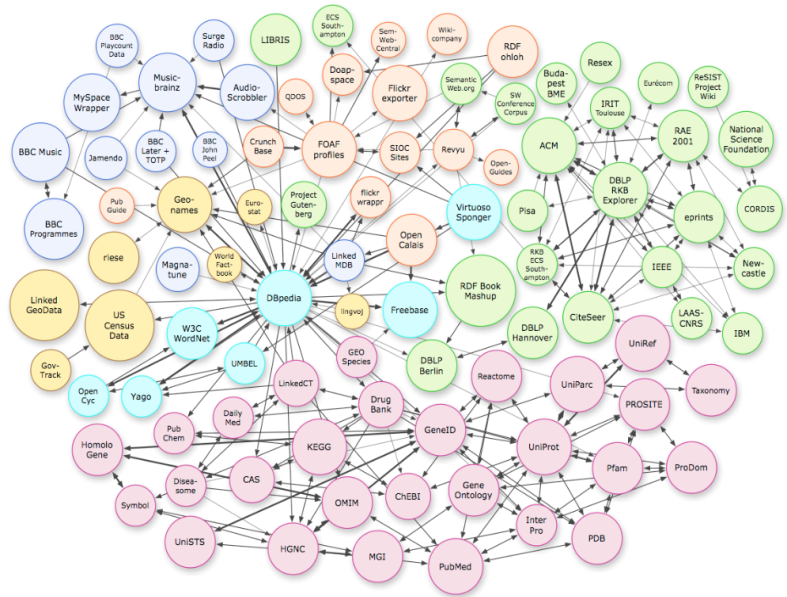 BBC
Playcount
Data
Surge
Radio
LIBRIS
ECS
South-
ampton
Sem-
Web-
Central
Wiki-
company
RDF
ohloh
Music-
brainz
Audio-
Scrobbler
MySpace
Wrapper
QDOS
Doap-
space
Flickr
exporter
Semantic
Web.org
SW
Conference
Corpus
Buda-
pest
BME
Resex
Eurécom
ReSIST
Project
Wiki
IRIT
Toulouse
National
Science
Foundation
BBC Music
Jamendo
BBC
Later +
TOTP
BBC
John
Peel
Crunch
Base
FOAF
profiles
SIOC
Sites
Revyu
Open-
Guides
ACM
RAE
2001
DBLP
RKB
Explorer
Pub
Guide
Geo-
names
Euro-
stat
Project
Guten-
berg
flickr
wrappr
Virtuoso
Sponger
Pisa
eprints
CORDIS
BBC
Programmes
riese
Magna-
tune
World
Fact-
book
Linked
MDB
Open
Calais
RKB
ECS
South-
ampton
IEEE
New-
castle
Linked
GeoData
US
Census
Data
DBpedia
lingvoj
Freebase
RDF Book
Mashup
CiteSeer
LAAS-
CNRS
IBM
W3C
WordNet
DBLP
Hannover
Gov-
Track
Open
Cyc
Yago
UMBEL
GEO
Species
DBLP
Berlin
UniRef
LinkedCT
Reactome
UniParc
Taxonomy
Drug
Bank
PROSITE
Daily
Med
Pub
Chem
GeneID
Homolo
Gene
KEGG
UniProt
Pfam
ProDom
CAS
Disea-
some
ChEBI
Gene
Ontology
Symbol
OMIM
Inter
Pro
PDB
UniSTS
HGNC
MGI
PubMed